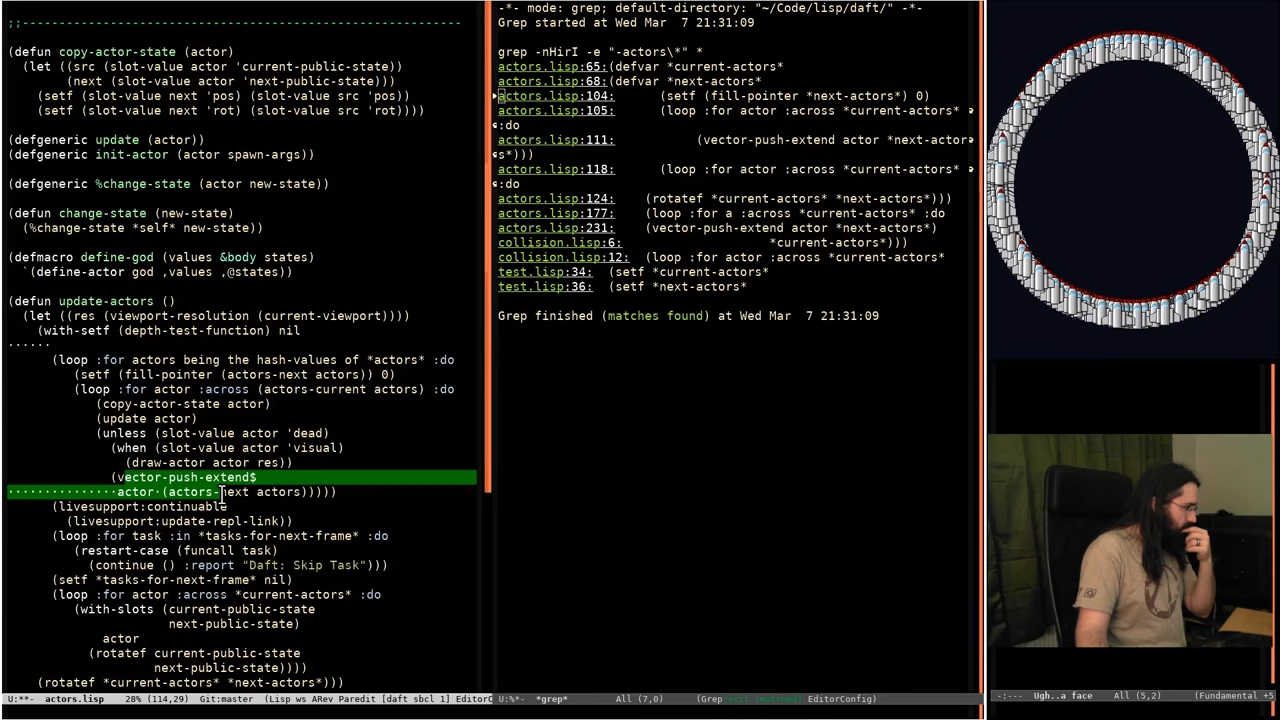 ;;------------------------------------------------------------
(defun copy-actor-state (actor)
(let ((src (slot-value actor 'current-public-state))
(next (slot-value actor 'next-public-state)))
(setf (slot-value next 'pos) (slot-value src 'pos))
(setf (slot-value next 'rot) (slot-value src 'rot))))
(defgeneric update (actor))
(defgeneric init-actor (actor spawn-args))
(defgeneric %change-state (actor new-state))
(defun change-state (new-state)
(%change-state *self* new-state))
(defmacro define-god (values &body states)
`(define-actor god ,values ,@states))
(defun update-actors ()
(let ((res (viewport-resolution (current-viewport))))
(with-setf (depth-test-function) nil
······
(loop :for actors being the hash-values of *actors* :do
(setf (fill-pointer (actors-next actors)) 0)
(loop :for actor :across (actors-current actors) :do
(copy-actor-state actor)
(update actor)
(unless (slot-value actor 'dead)
(when (slot-value actor 'visual)
(draw-actor actor res))
(vector-push-extend$
···············actor·(actors-next actors)))))
(livesupport:continuable
(livesupport:update-repl-link))
(loop :for task :in *tasks-for-next-frame* :do
(restart-case (funcall task)
(continue () :report "Daft: Skip Task")))
(setf *tasks-for-next-frame* nil)
(loop :for actor :across *current-actors* :do
(with-slots (current-public-state
next-public-state)
actor
(rotatef current-public-state
next-public-state))))
(rotatef *current-actors* *next-actors*)))
U:**-  actors.lisp   28% (114,29)  Git:master  (Lisp ws ARev Paredit [daft sbcl 1] EditorC
-*- mode: grep; default-directory: "~/Code/lisp/daft/" -*-
Grep started at Wed Mar  7 21:31:09
grep -nHirI -e "-actors\*" *
actors.lisp:65:(defvar *current-actors*
actors.lisp:68:(defvar *next-actors*
actors.lisp:104:      (setf (fill-pointer *next-actors*) 0)
actors.lisp:105:      (loop :for actor :across *current-actors*
:do
actors.lisp:111:           (vector-push-extend actor *next-actor
s*)))
actors.lisp:118:      (loop :for actor :across *current-actors*
:do
actors.lisp:124:    (rotatef *current-actors* *next-actors*)))
actors.lisp:177:    (loop :for a :across *current-actors* :do
actors.lisp:231:    (vector-push-extend actor *next-actors*)
collision.lisp:6:                     *current-actors*)))
collision.lisp:12:  (loop :for actor :across *current-actors*
test.lisp:34:  (setf *current-actors*
test.lisp:36:  (setf *next-actors*
Grep finished (matches found) at Wed Mar  7 21:31:09
U:%*-  *grep*   All (7,0)   (Grep:exit [matched] EditorConfig)
-:---  Ugh..a face   All (5,2)   (Fundamental +5